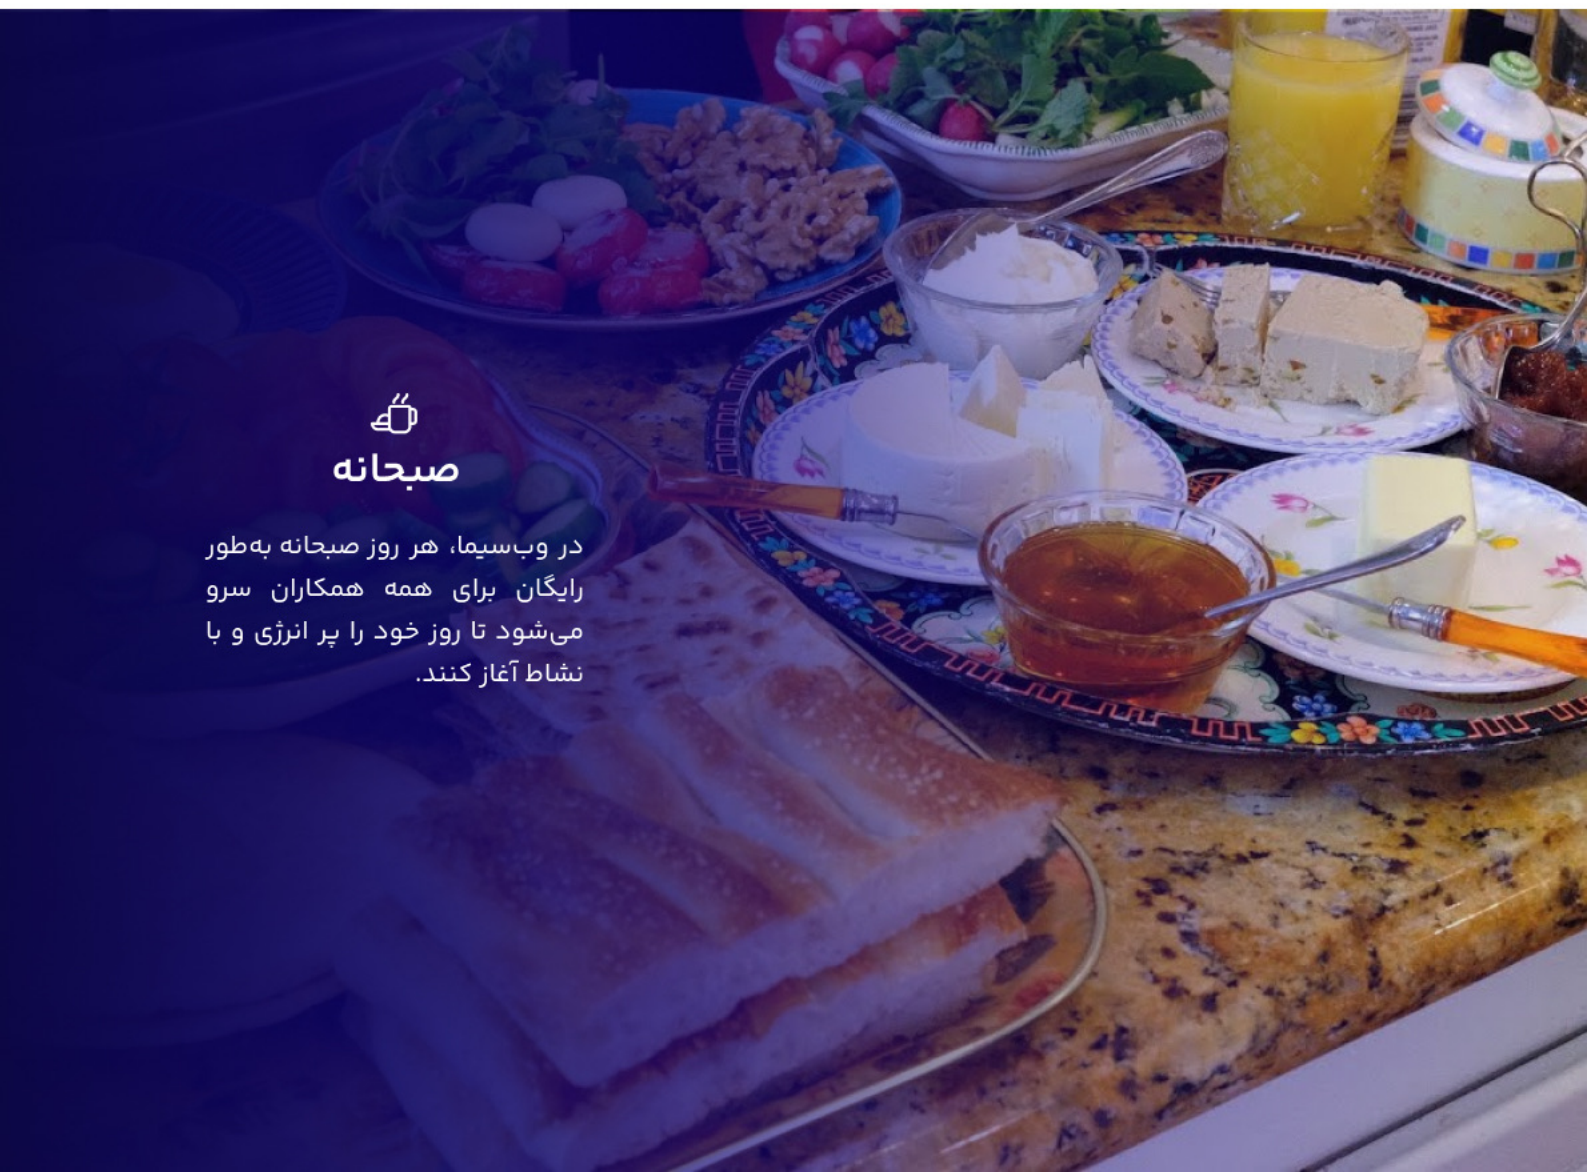 صبحانه
در وب‌سیما، هر روز صبحانه به‌طور
رایگان برای همه همکاران سرو
می‌شود تا روز خود را پر انرژی و با
نشاط آغاز کنند.